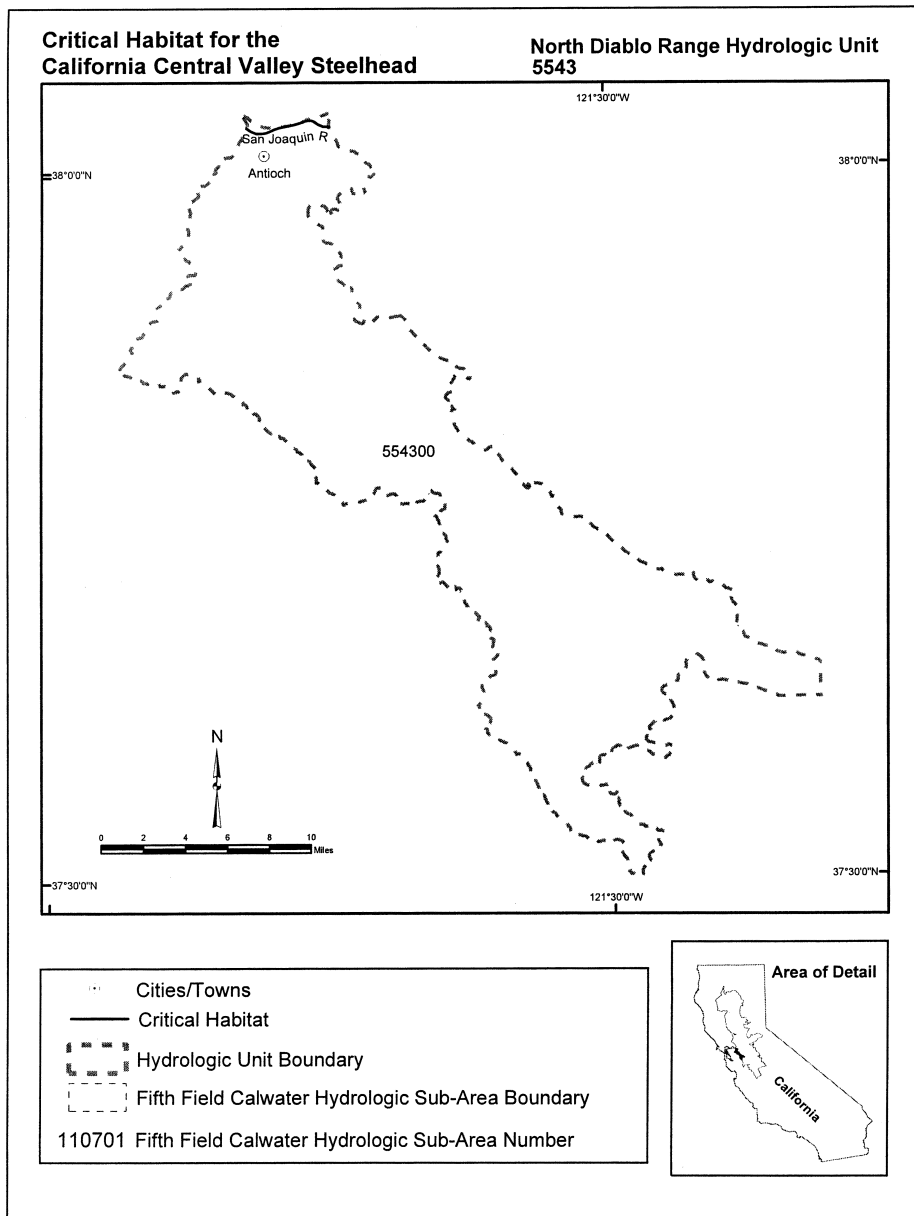 Critical Habitat for the
California Central Valley Steelhead
North Diablo Range Hydrologic Unit
5543
121°30'0"W
San Joaquin R
Antioch
38°0'0"N
38°0'0"N
554300
N
0 2 4 6 8 10
Miles
37°30'0"N
37°30'0"N
121°30'0"W
Cities/Towns
Critical Habitat
Hydrologic Unit Boundary
Fifth Field Calwater Hydrologic Sub-Area Boundary
110701 Fifth Field Calwater Hydrologic Sub-Area Number
Area of Detail
California